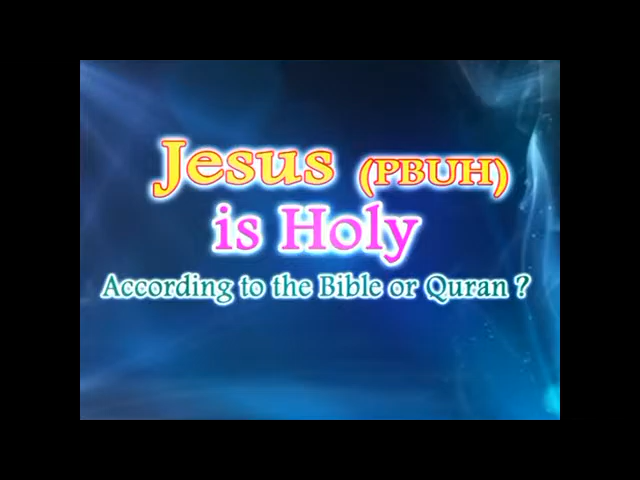 Jesus (PBUH)
is Holy
According to the Bible or Quran ?